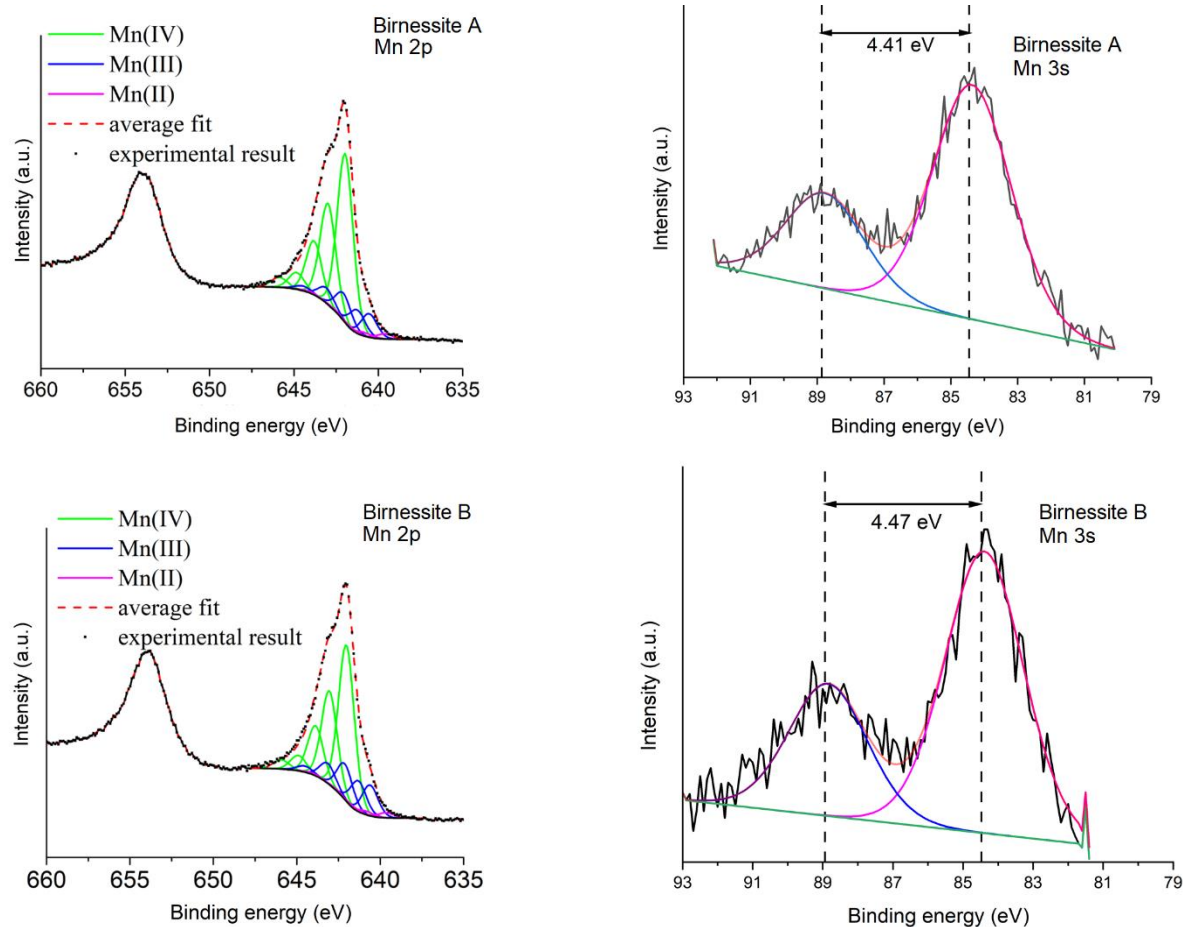 Mn(IV)
Mn(III)
Mn(II)
average fit
experimental result
Birnessite A
Mn 2p
Intensity (a.u.)
660 655 650 645 640 635
Binding energy (eV)
4.41 eV
Birnessite A
Mn 3s
Intensity (a.u.)
93 91 89 87 85 83 81 79
Binding energy (eV)
Mn(IV)
Mn(III)
Mn(II)
average fit
experimental result
Birnessite B
Mn 2p
Intensity (a.u.)
660 655 650 645 640 635
Binding energy (eV)
4.47 eV
Birnessite B
Mn 3s
Intensity (a.u.)
93 91 89 87 85 83 81 79
Binding energy (eV)